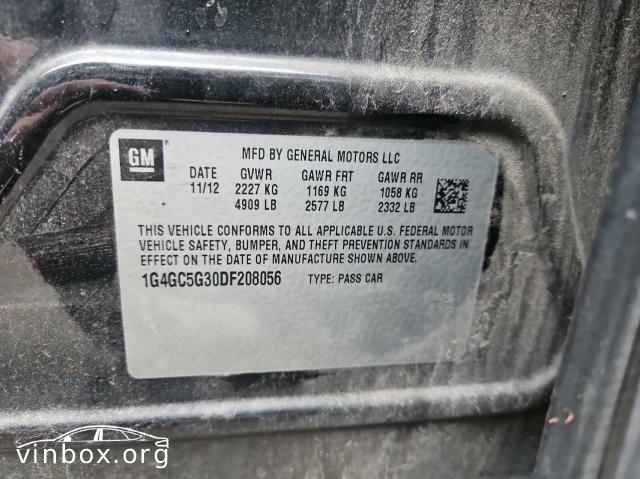 GM ®
MFD BY GENERAL MOTORS LLC
DATE GVWR GAWR FRT GAWR RR
11/12 2227 KG 1169 KG 1058 KG
4909 LB 2577 LB 2332 LB
THIS VEHICLE CONFORMS TO ALL APPLICABLE U.S. FEDERAL MOTOR
VEHICLE SAFETY, BUMPER, AND THEFT PREVENTION STANDARDS IN
EFFECT ON THE DATE OF MANUFACTURE SHOWN ABOVE.
1G4GC5G30DF208056 TYPE: PASS CAR
vinbox.org